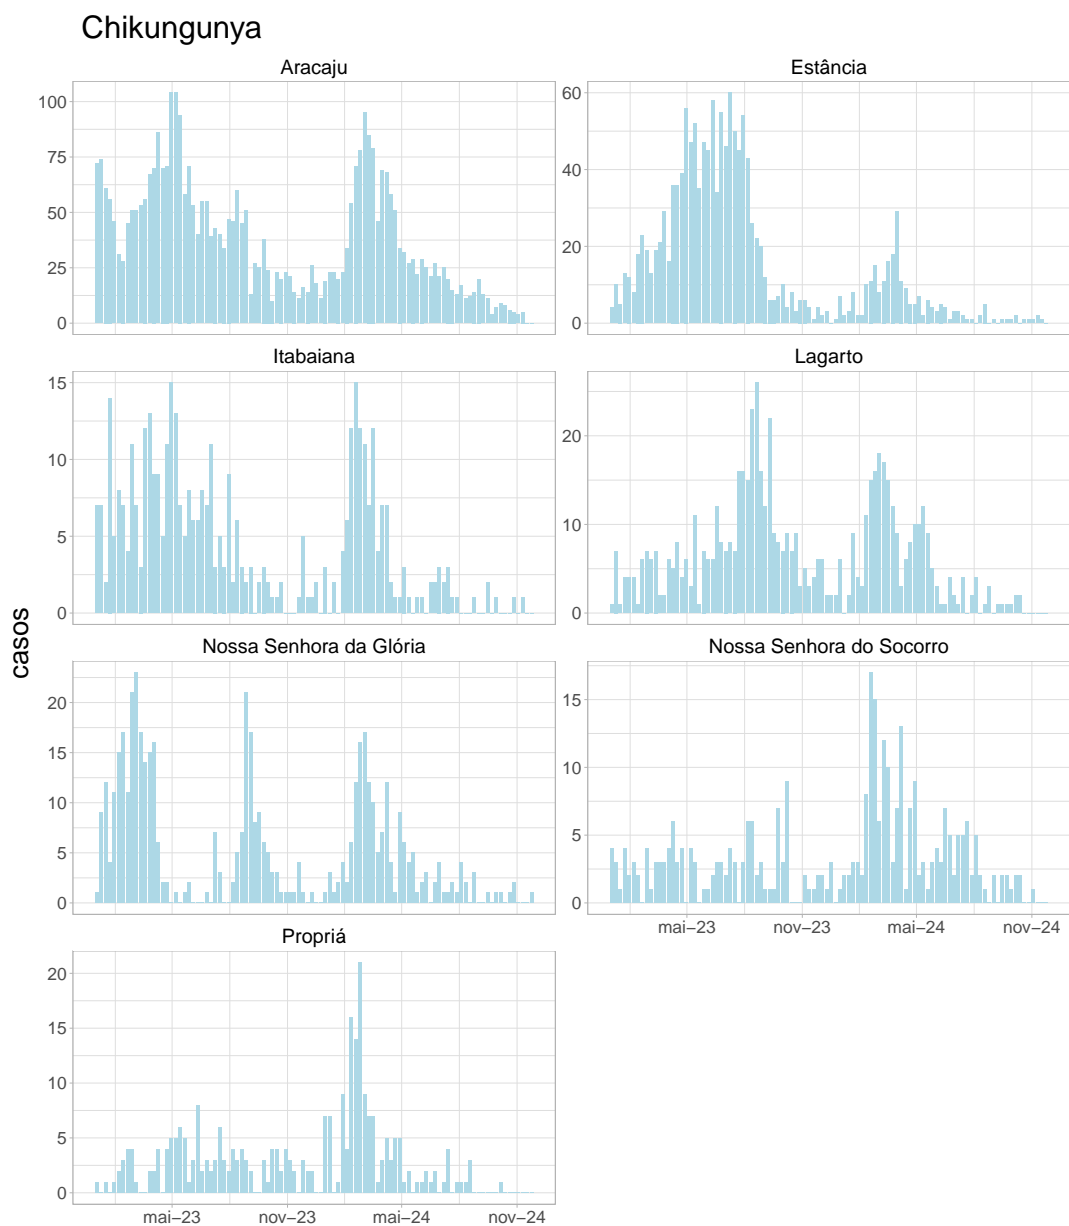 Chikungunya
Aracaju
Estância
100
75
50
25
0
60
40
20
0
Itabaiana
Lagarto
15
10
5
0
20
10
0
casos
Nossa Senhora da Glória
Nossa Senhora do Socorro
20
15
10
5
0
15
10
5
0
mai–23 nov–23 mai–24 nov–24
Propriá
20
15
10
5
0
mai–23 nov–23 mai–24 nov–24